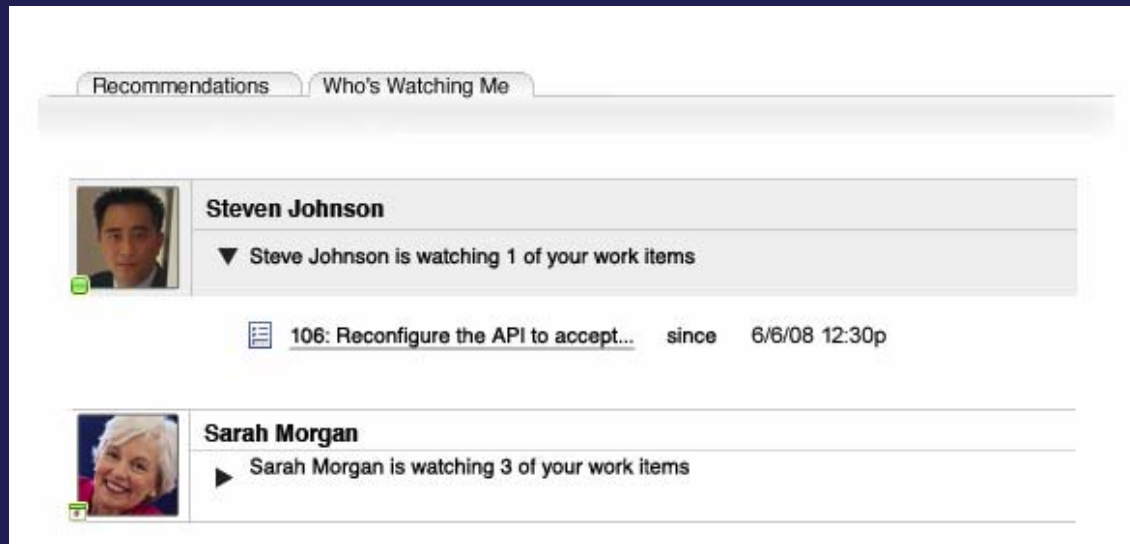 Recommendations Who's Watching Me
Steven Johnson
Steve Johnson is watching 1 of your work items
106: Reconfigure the API to accept... since 6/6/08 12:30p
Sarah Morgan
Sarah Morgan is watching 3 of your work items